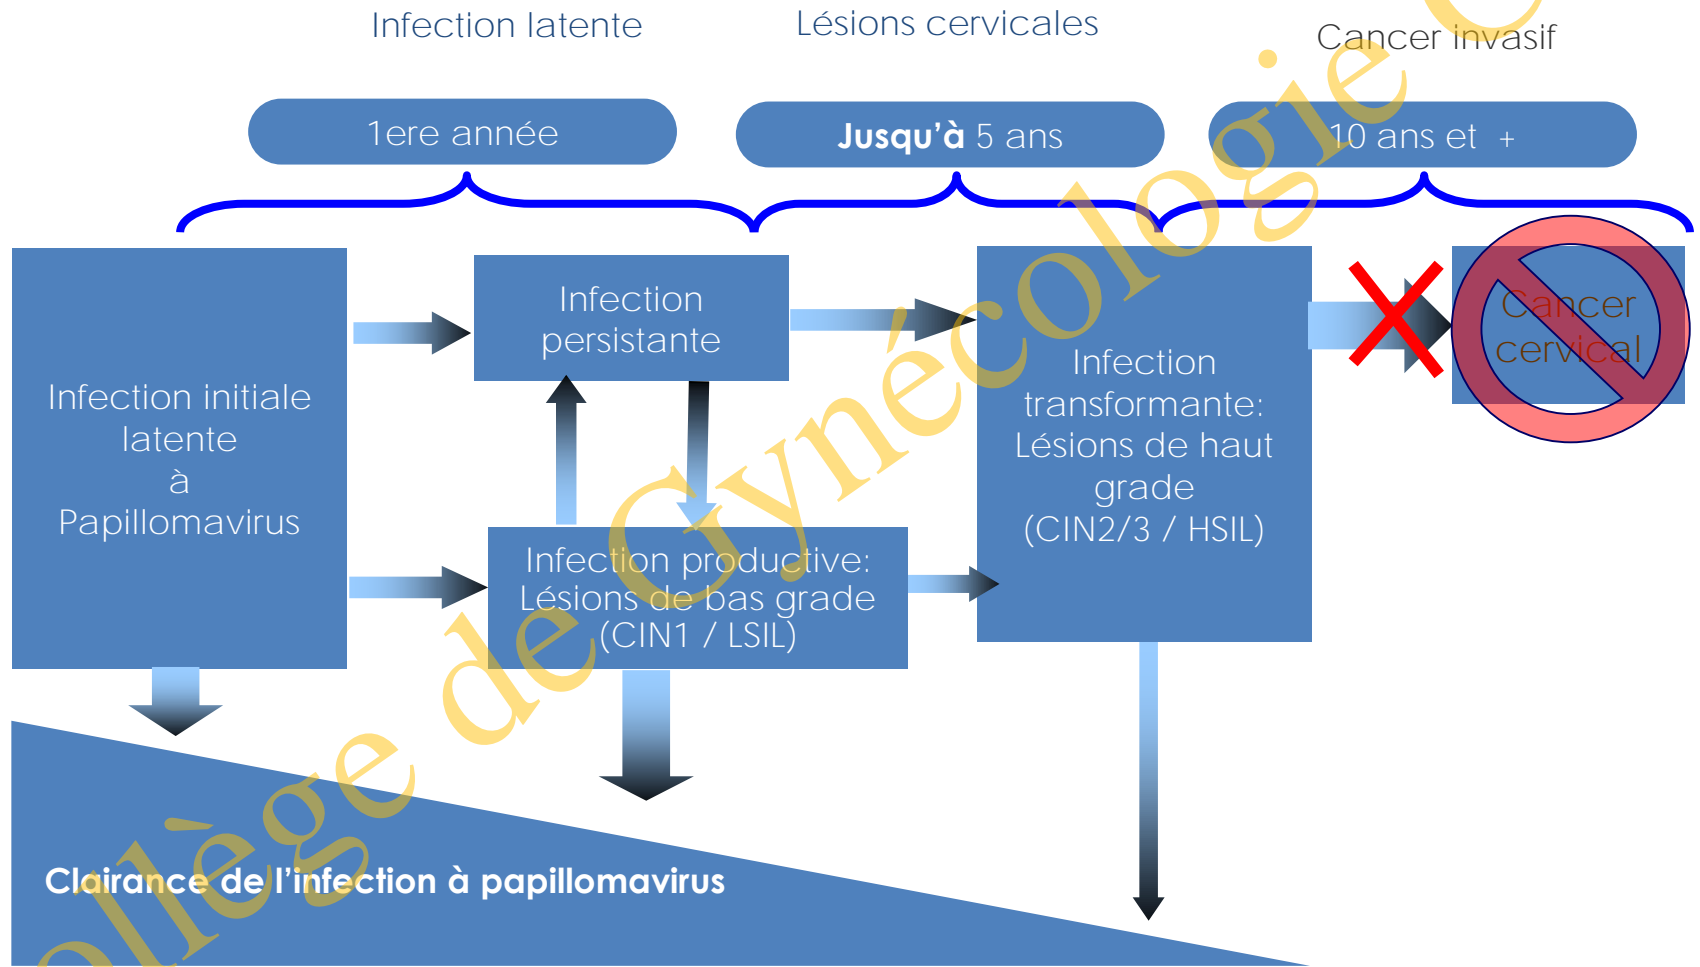 Infection latente
Lésions cervicales
Cancer invasif
1ere année
Jusqu'à 5 ans
10 ans et +
Infection initiale
latente
à
Papillomavirus
Infection
persistante
Infection productive:
Lésions de bas grade
(CIN1 / LSIL)
Infection
transformante:
Lésions de haut
grade
(CIN2/3 / HSIL)
Cancer
cervical
Clairance de l'infection à papillomavirus
ollège de Gynécologie C